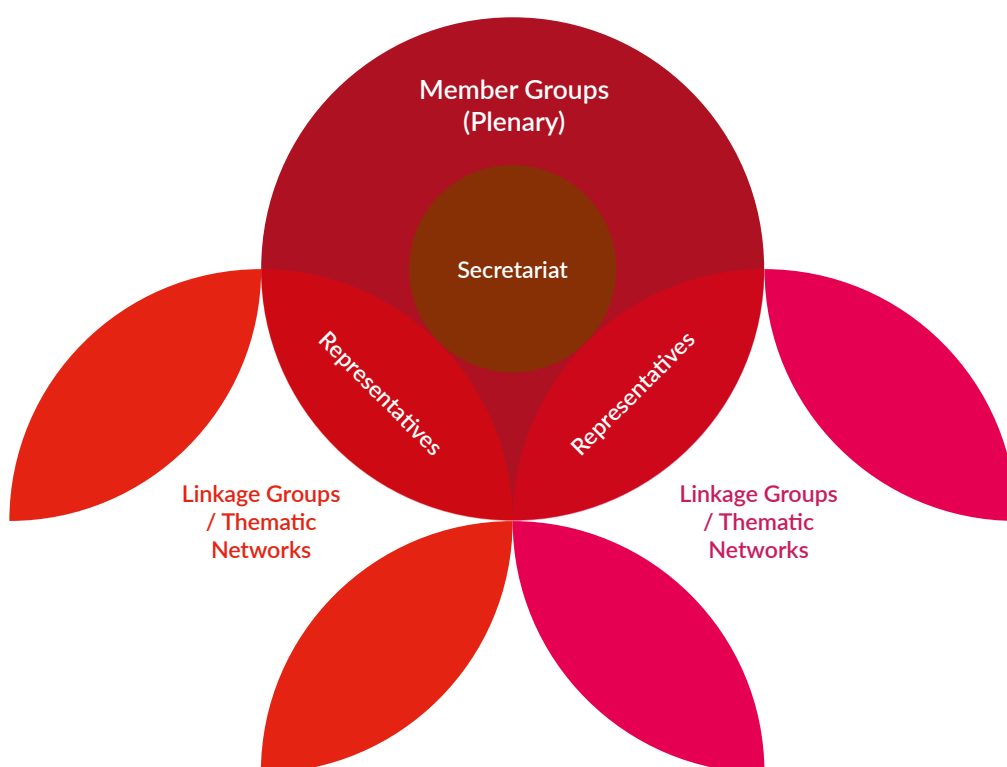 Member Groups
(Plenary)
Secretariat
Representatives
Representatives
Linkage Groups
/ Thematic
Networks
Linkage Groups
/ Thematic
Networks